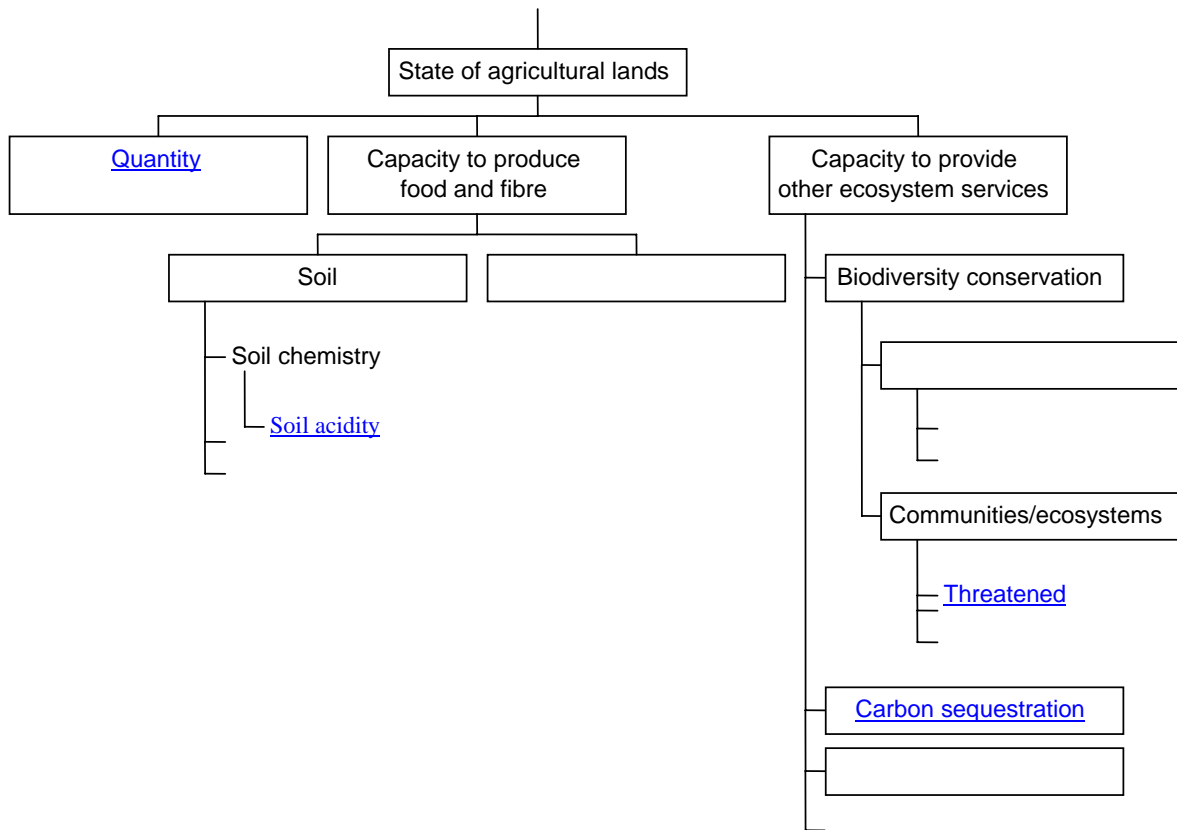 State of agricultural lands
Quantity
Capacity to produce
food and fibre
Capacity to provide
other ecosystem services
Soil
Biodiversity conservation
Soil chemistry
Soil acidity
Communities/ecosystems
Threatened
Carbon sequestration